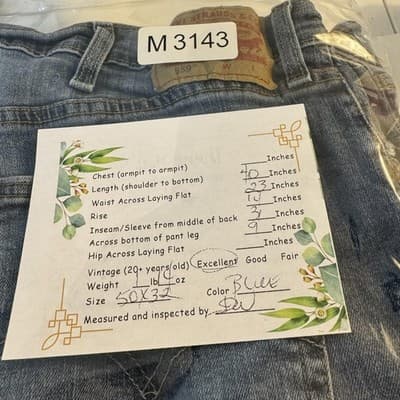 M 3143
STRAUSS & C
550
W
Chest (armpit to armpit) Inches
Length (shoulder to bottom) 40 Inches
Waist Across Laying Flat 23 Inches
Rise Inches
Inseam/Sleeve from middle of back Inches
Across bottom of pant leg 9 Inches
Hip Across Laying Flat Inches
Vintage (20+ years old) Excellent Good Fair
Weight 1 lb oz
Size 50X32 Color BLUE
Measured and inspected by